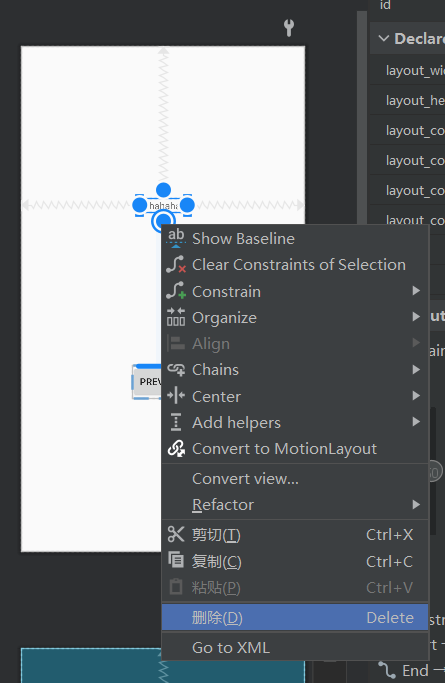 id
Declare
layout_wid
layout_he
layout_co
layout_co
layout_co
layout_co
hahaha
ab
Show Baseline
Clear Constraints of Selection
Constrain
Organize
Align
Chains
Center
Add helpers
Convert to MotionLayout
PREV
Convert view...
Refactor
剪切(T) Ctrl+X
复制(C) Ctrl+C
粘贴(P) Ctrl+V
删除(D) Delete
Go to XML
End →